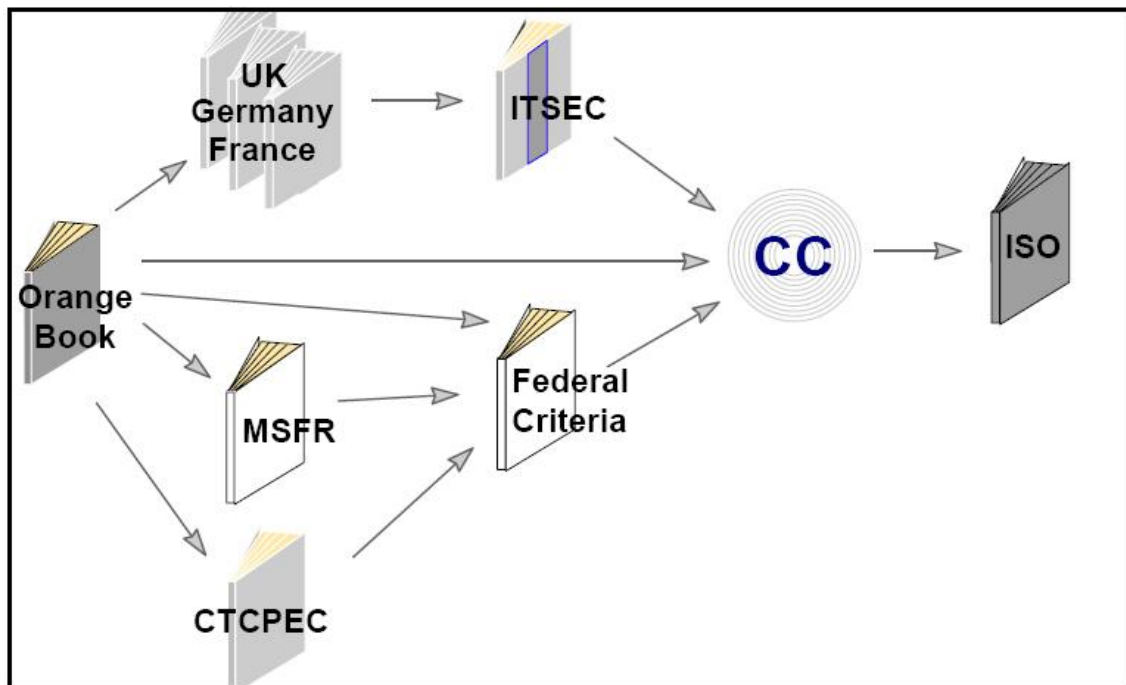 UK
Germany
France
ITSEC
CC
ISO
Orange
Book
MSFR
Federal
Criteria
CTCPEC